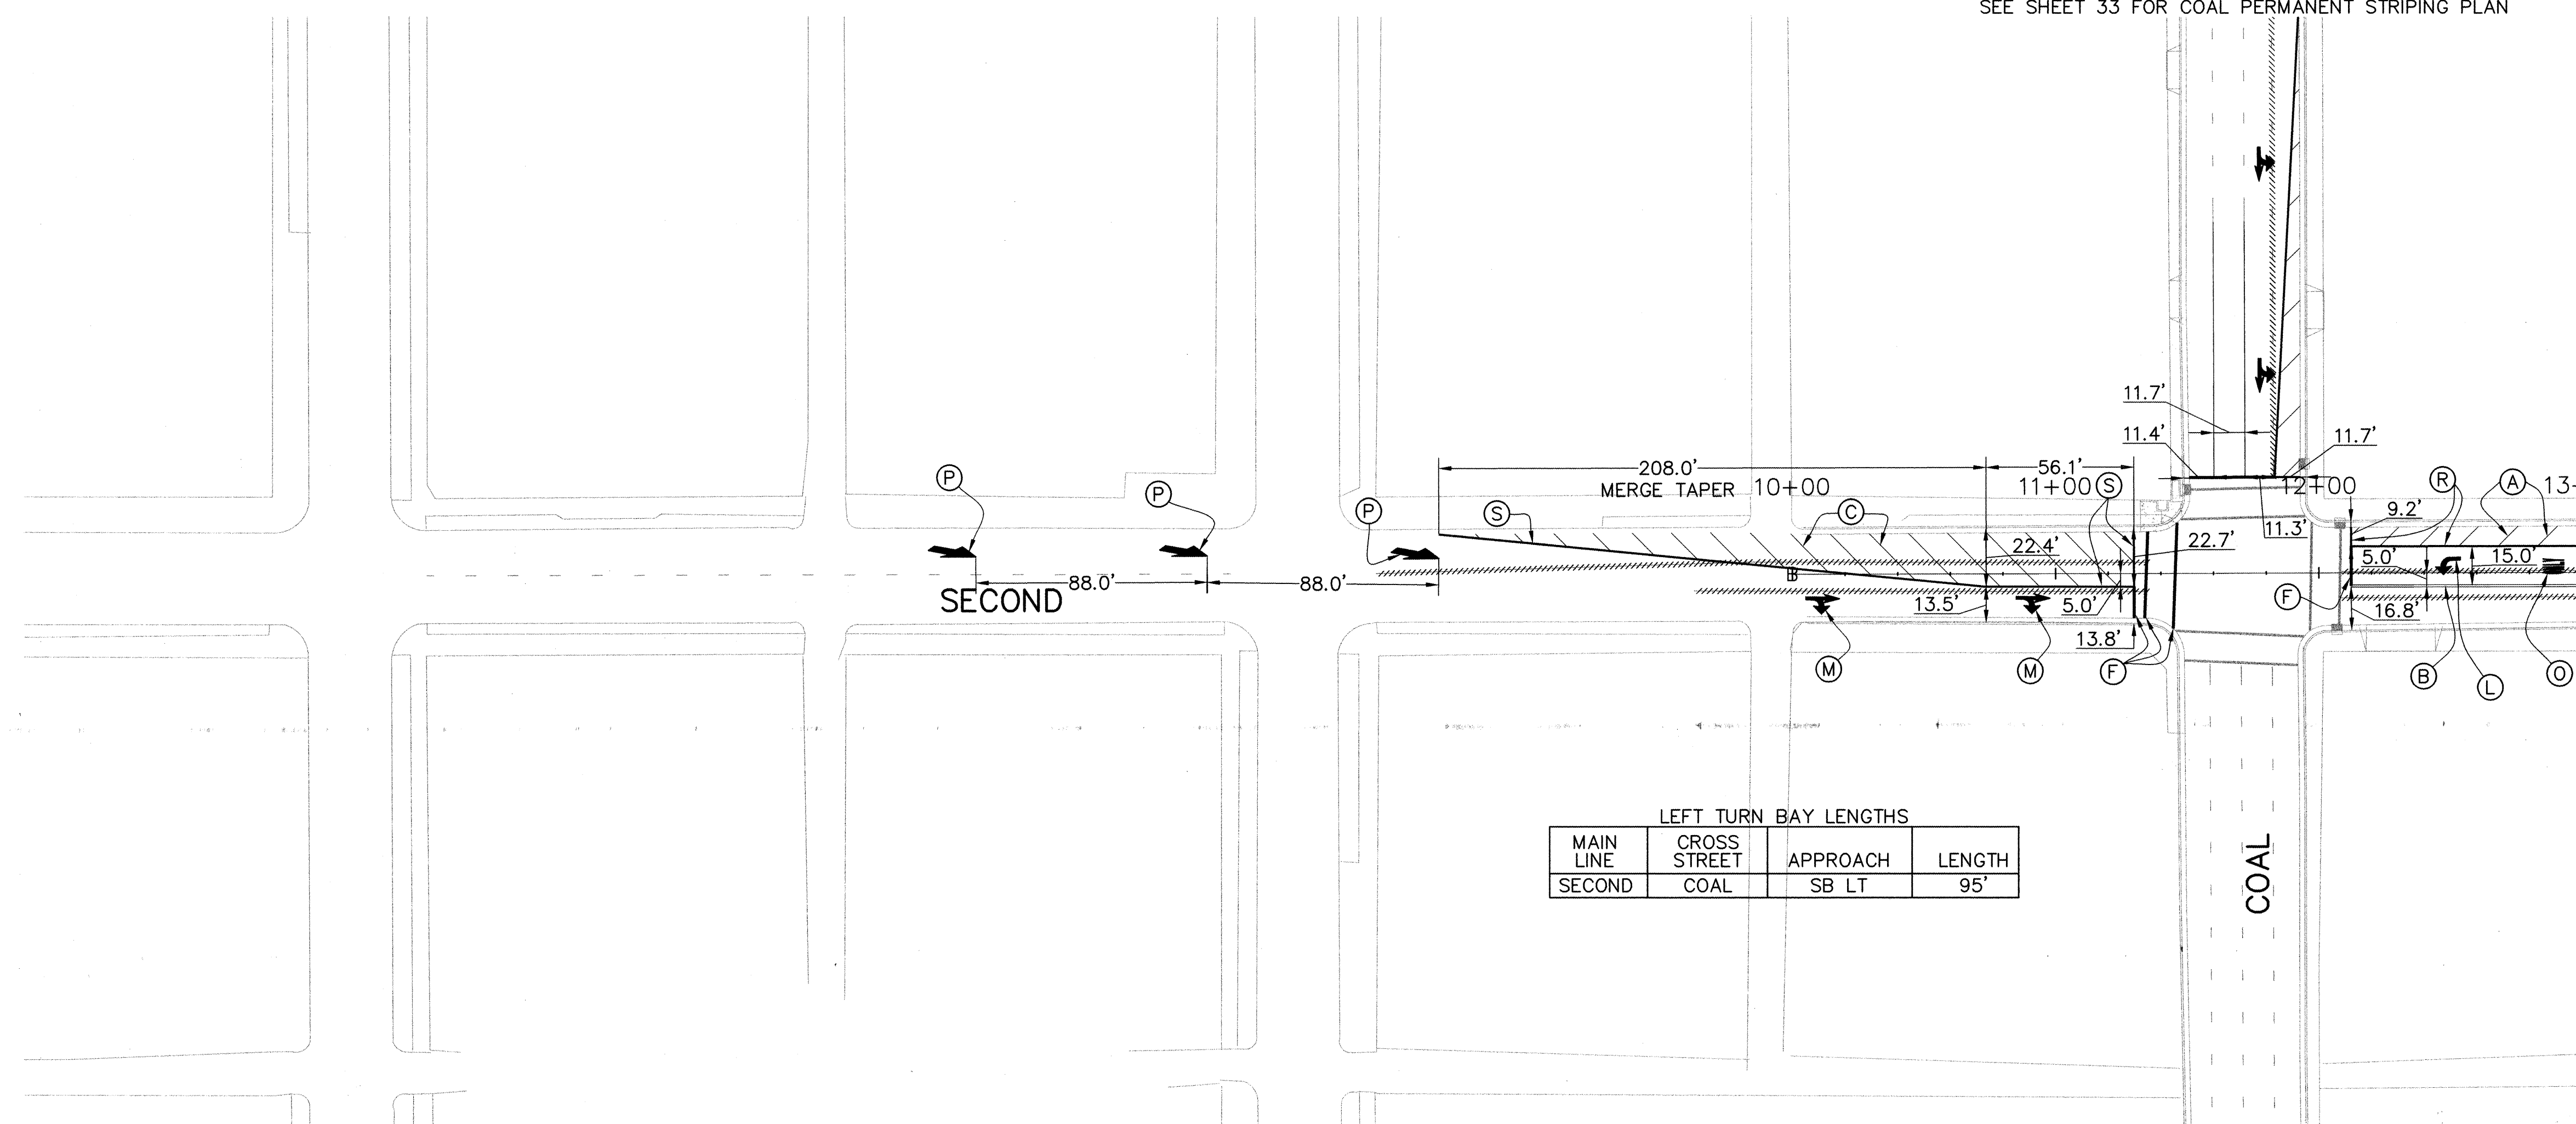 SEE SHEET 33 FOR COAL PERMANENT STRIPING PLAN
11.7'
11.4'
11.7'
208.0'
56.1'
MERGE TAPER 10+00
11+00
S
12+00
R
A
13+
P
P
P
S
C
9.2'
11.3'
22.4'
22.7'
5.0'
15.0'
88.0'
88.0'
SECOND
13.5'
5.0'
F
16.8'
13.8'
M
M
F
B
L
O
LEFT TURN BAY LENGTHS
MAIN LINE
CROSS STREET
APPROACH
LENGTH
SECOND
COAL
SB LT
95'
COAL